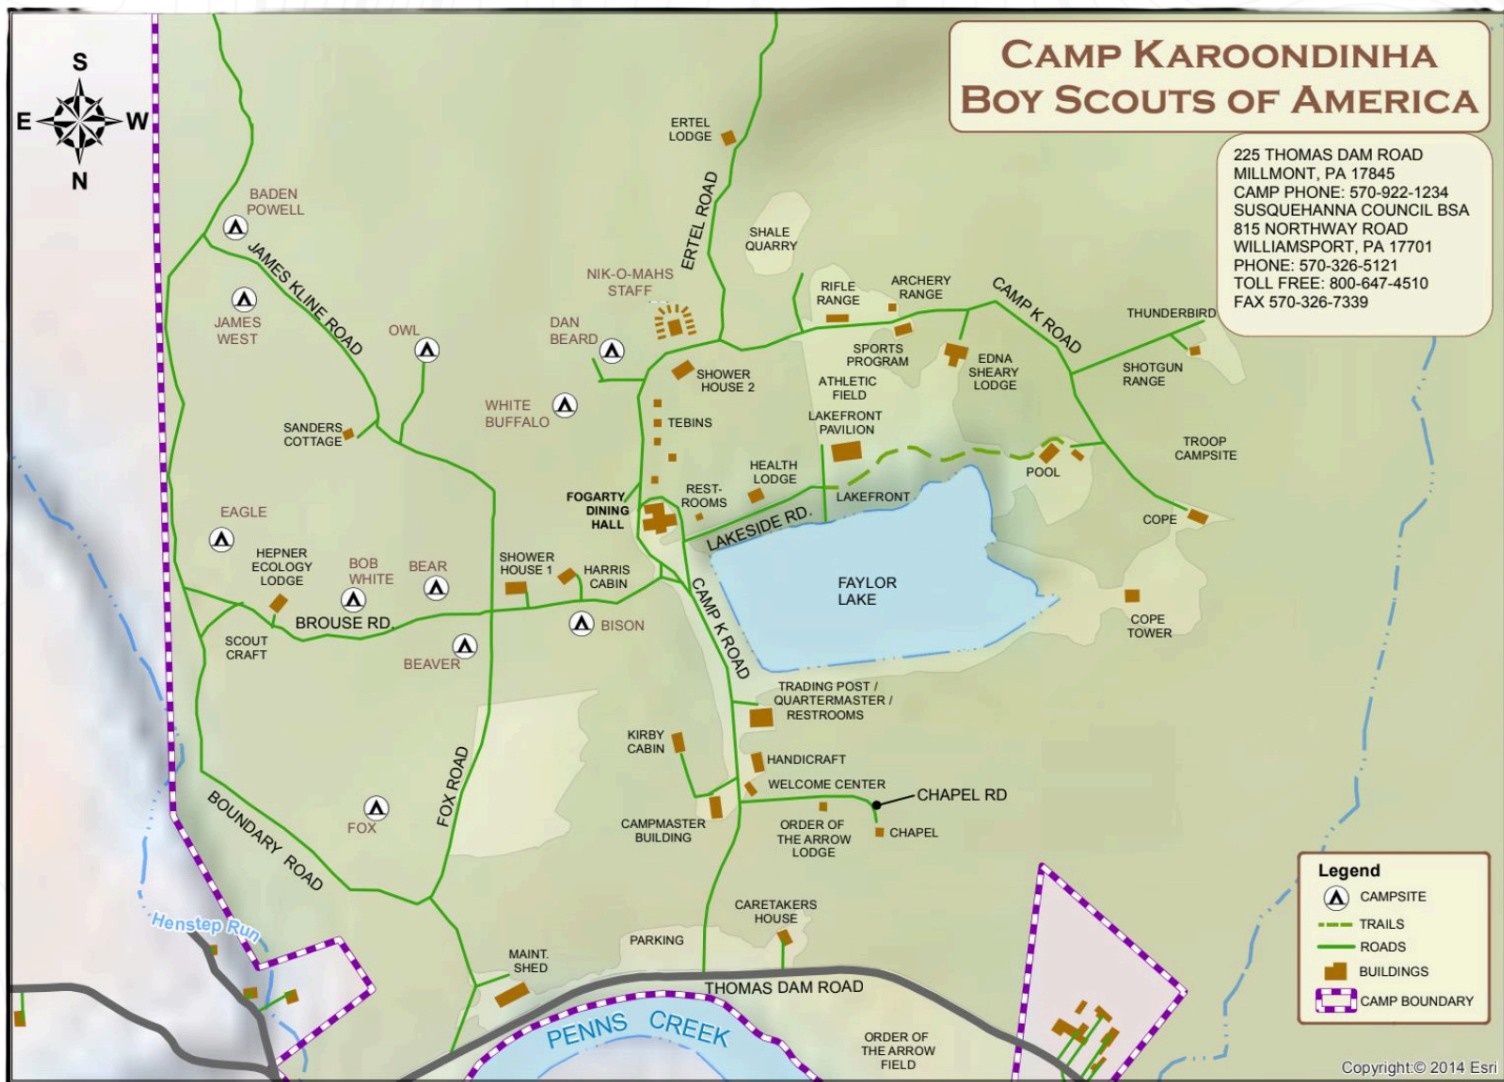 CAMP KAROONDINHA
BOY SCOUTS OF AMERICA
225 THOMAS DAM ROAD
MILLMONT, PA 17845
CAMP PHONE: 570-922-1234
SUSQUEHANNA COUNCIL BSA
815 NORTHWAY ROAD
WILLIAMSPORT, PA 17701
PHONE: 570-326-5121
TOLL FREE: 800-647-4510
FAX 570-326-7339
S
E
W
N
ERTEL
LODGE
BADEN
POWELL
ERTEL ROAD
SHALE
QUARRY
JAMES KLINE ROAD
NIK-O-MAHS
STAFF
RIFLE
RANGE
ARCHERY
RANGE
CAMP K ROAD
THUNDERBIRD
JAMES
WEST
OWL
DAN
BEARD
SHOWER
HOUSE 2
SPORTS
PROGRAM
EDNA
SHEARY
LODGE
SHOTGUN
RANGE
ATHLETIC
FIELD
WHITE
BUFFALO
TEBINS
LAKEFRONT
PAVILION
SANDERS
COTTAGE
TROOP
CAMPSITE
HEALTH
LODGE
POOL
FOGARTY
DINING
HALL
REST-
ROOMS
LAKEFRONT
LAKESIDE RD.
COPE
EAGLE
HEPNER
ECOLOGY
LODGE
BOB
WHITE
BEAR
SHOWER
HOUSE 1
HARRIS
CABIN
FAYLOR
LAKE
BROUSE RD.
SCOUT
CRAFT
BISON
CAMP K ROAD
COPE
TOWER
BEAVER
TRADING POST /
QUARTERMASTER /
RESTROOMS
KIRBY
CABIN
HANDICRAFT
WELCOME CENTER
CHAPEL RD
FOX ROAD
BOUNDARY ROAD
FOX
CAMPMASTER
BUILDING
ORDER OF
THE ARROW
LODGE
CHAPEL
CARETAKERS
HOUSE
Henstep Run
PARKING
MAINT.
SHED
THOMAS DAM ROAD
PENNS CREEK
ORDER OF
THE ARROW
FIELD
Legend
CAMPSITE
TRAILS
ROADS
BUILDINGS
CAMP BOUNDARY
Copyright:© 2014 Esri